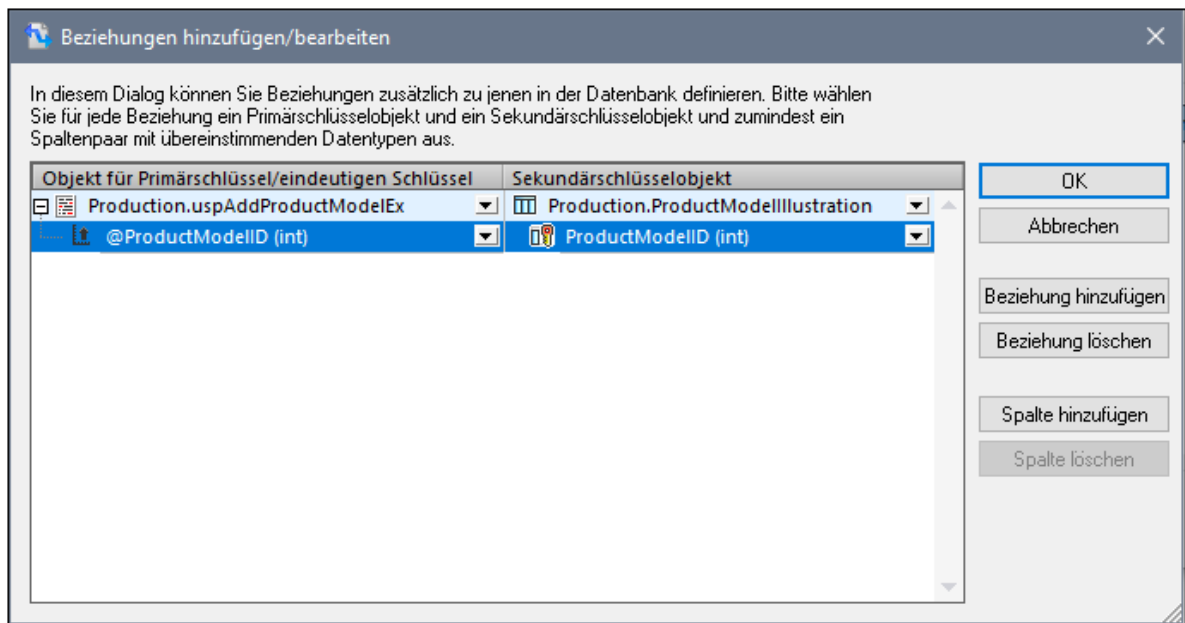 Beziehungen hinzufügen/bearbeiten
In diesem Dialog können Sie Beziehungen zusätzlich zu jenen in der Datenbank definieren. Bitte wählen
Sie für jede Beziehung ein Primärschlüsselobjekt und ein Sekundärschlüsselobjekt und zumindest ein
Spaltenpaar mit übereinstimmenden Datentypen aus.
Objekt für Primärschlüssel/eindeutigen Schlüssel Sekundärschlüsselobjekt
Production.uspAddProductModelEx Production.ProductModelIllustration
@ProductModelID (int) ProductModelID (int)
OK
Abbrechen
Beziehung hinzufügen
Beziehung löschen
Spalte hinzufügen
Spalte löschen